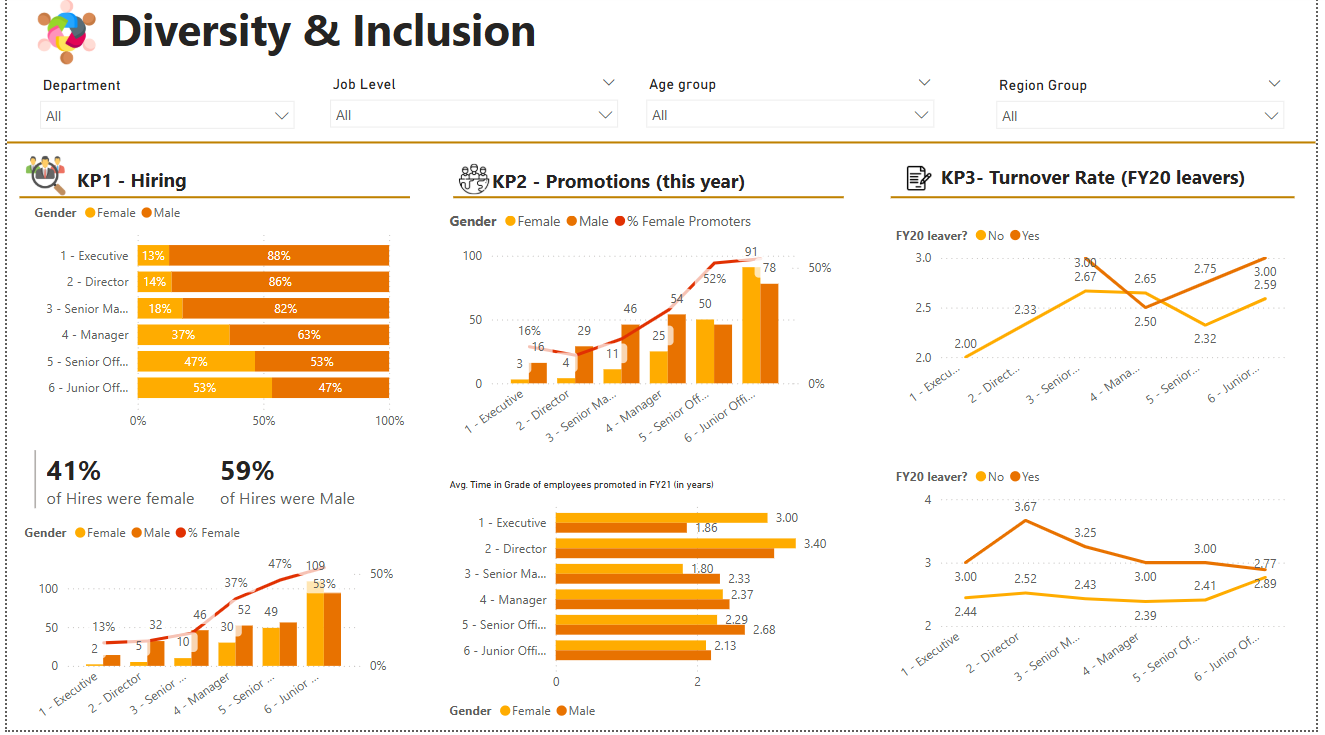 Diversity & Inclusion
Department
All
Job Level
All
Age group
All
Region Group
All
KP1 - Hiring
Gender Female Male
1 - Executive 13% 88%
2 - Director 14% 86%
3 - Senior Ma... 18% 82%
4 - Manager 37% 63%
5 - Senior Off... 47% 53%
6 - Junior Off... 53% 47%
0% 50% 100%
41% 59%
of Hires were female of Hires were Male
Gender Female Male % Female
109
47% 50%
53%
100
37%
46 52 49
13% 32
50
30
2 5 10
0 0%
1 - Executive
2 - Director
3 - Senior ...
4 - Manager
5 - Senior ...
6 - Junior ...
KP2 - Promotions (this year)
Gender Female Male % Female Promoters
91
100 78 50%
52%
54
46 50
16% 29
50
16 25
3 4 11
0 0%
1 - Executive
2 - Director
3 - Senior Ma...
4 - Manager
5 - Senior Off...
6 - Junior Offi...
Avg. Time in Grade of employees promoted in FY21 (in years)
1 - Executive 3.00
1.86
2 - Director 3.40
3 - Senior Ma... 1.80
2.33
4 - Manager 2.37
5 - Senior Offi... 2.29
2.68
6 - Junior Offi... 2.13
0 2
Gender Female Male
KP3- Turnover Rate (FY20 leavers)
FY20 leaver? No Yes
3.0 3.00
2.67 2.65 2.75 3.00
2.59
2.5 2.33 2.50
2.32
2.0 2.00
1 - Execu...
2 - Direct...
3 - Senior...
4 - Mana...
5 - Senior...
6 - Junior...
FY20 leaver? No Yes
4
3.67
3.25
3 3.00 3.00 3.00 2.77
2.89
2.44 2.52 2.43 2.39 2.41
2
1 - Executive
2 - Director
3 - Senior M...
4 - Manager
5 - Senior Of...
6 - Junior Of...